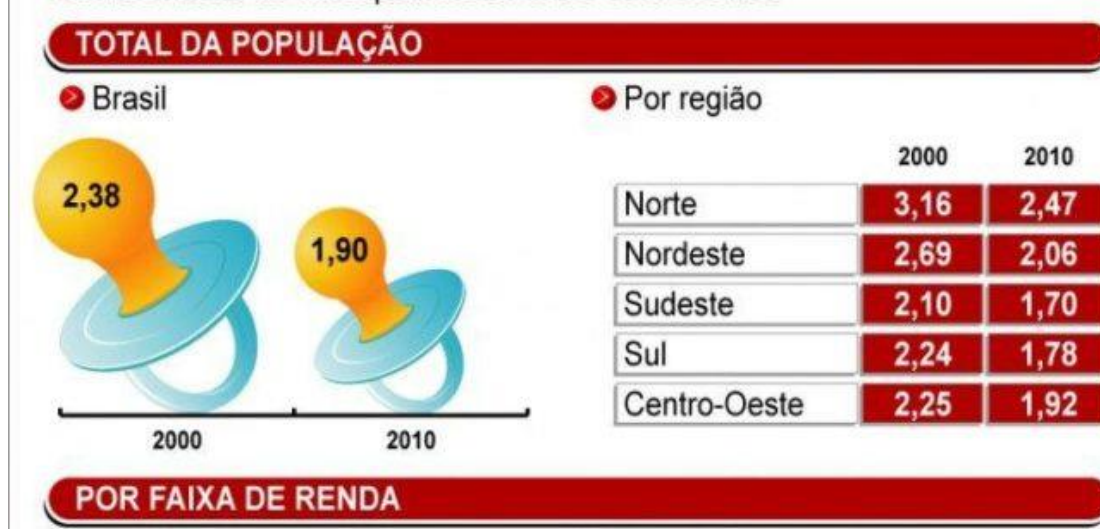 TOTAL DA POPULAÇÃO
Brasil
2,38
1,90
2000 2010
Por região
2000 2010
Norte 3,16 2,47
Nordeste 2,69 2,06
Sudeste 2,10 1,70
Sul 2,24 1,78
Centro-Oeste 2,25 1,92
POR FAIXA DE RENDA